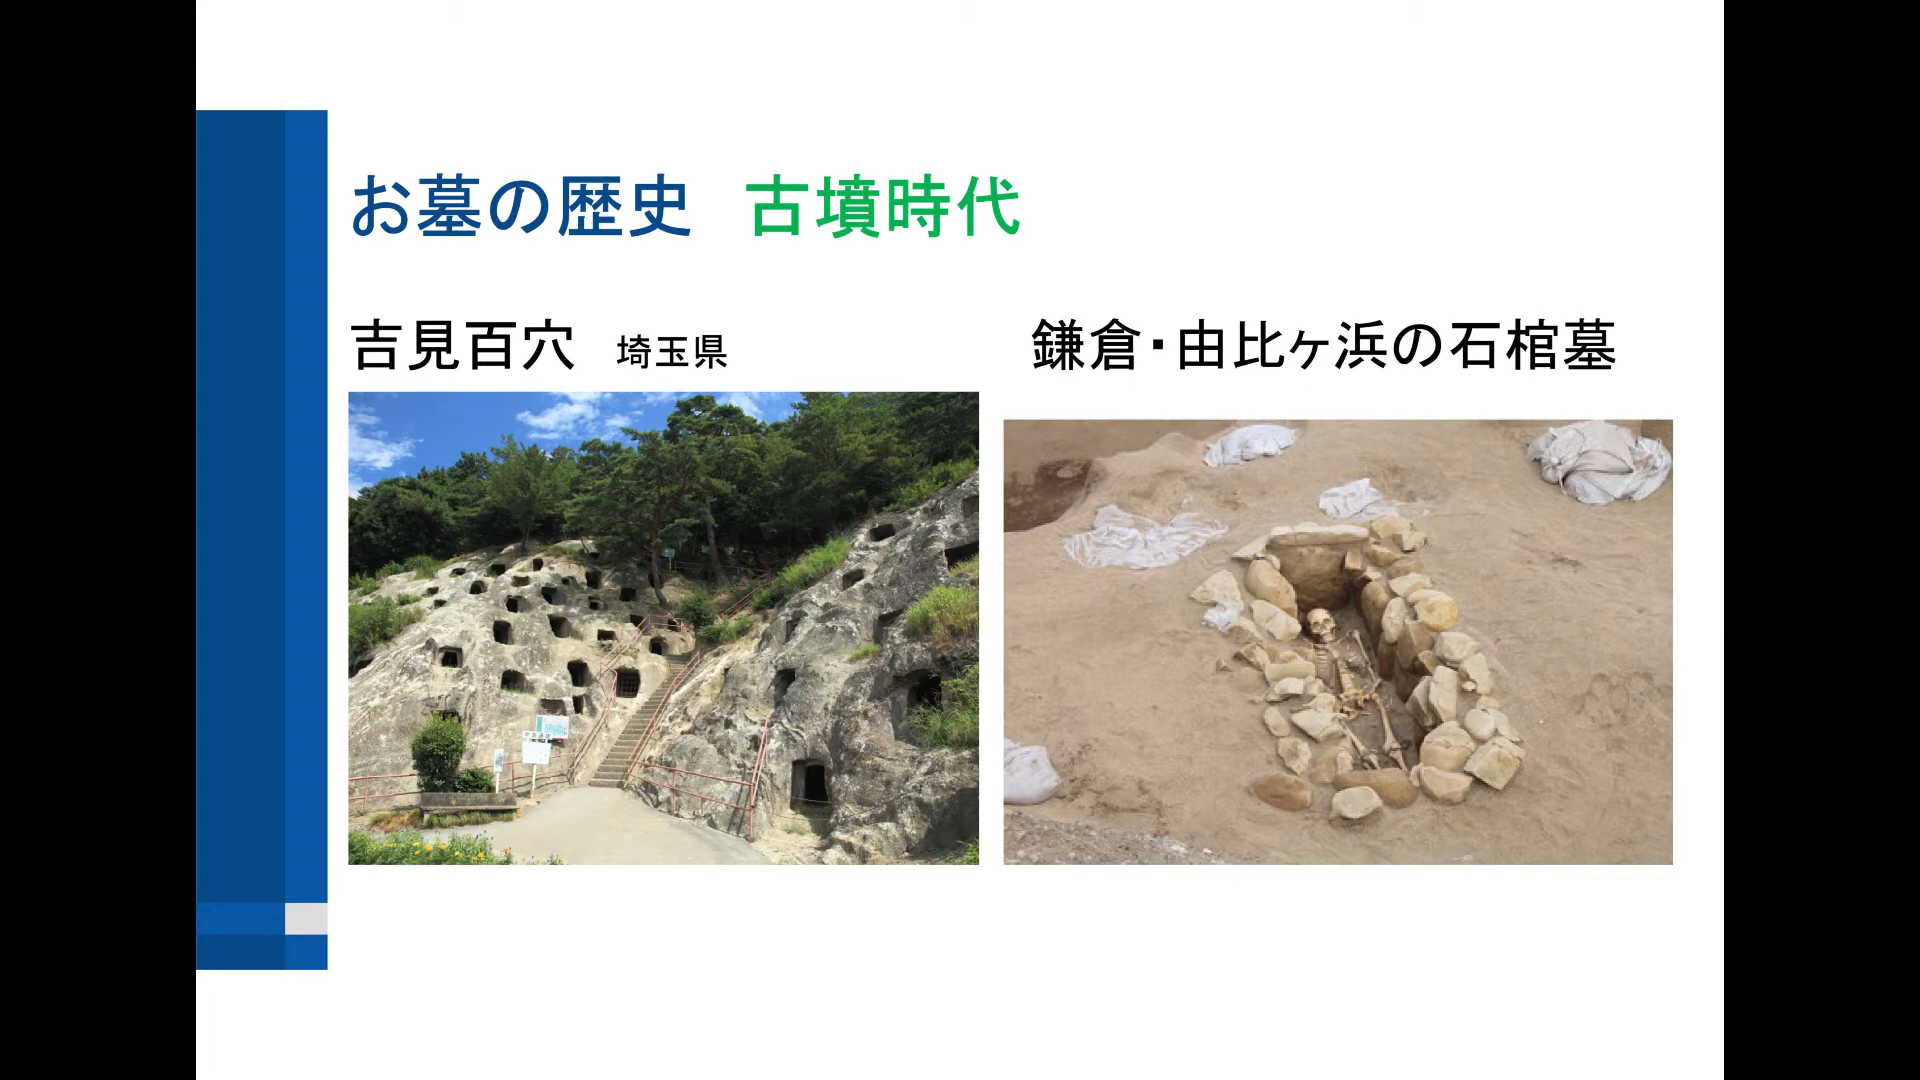 お墓の歴史　古墳時代
吉見百穴　埼玉県
鎌倉・由比ヶ浜の石棺墓